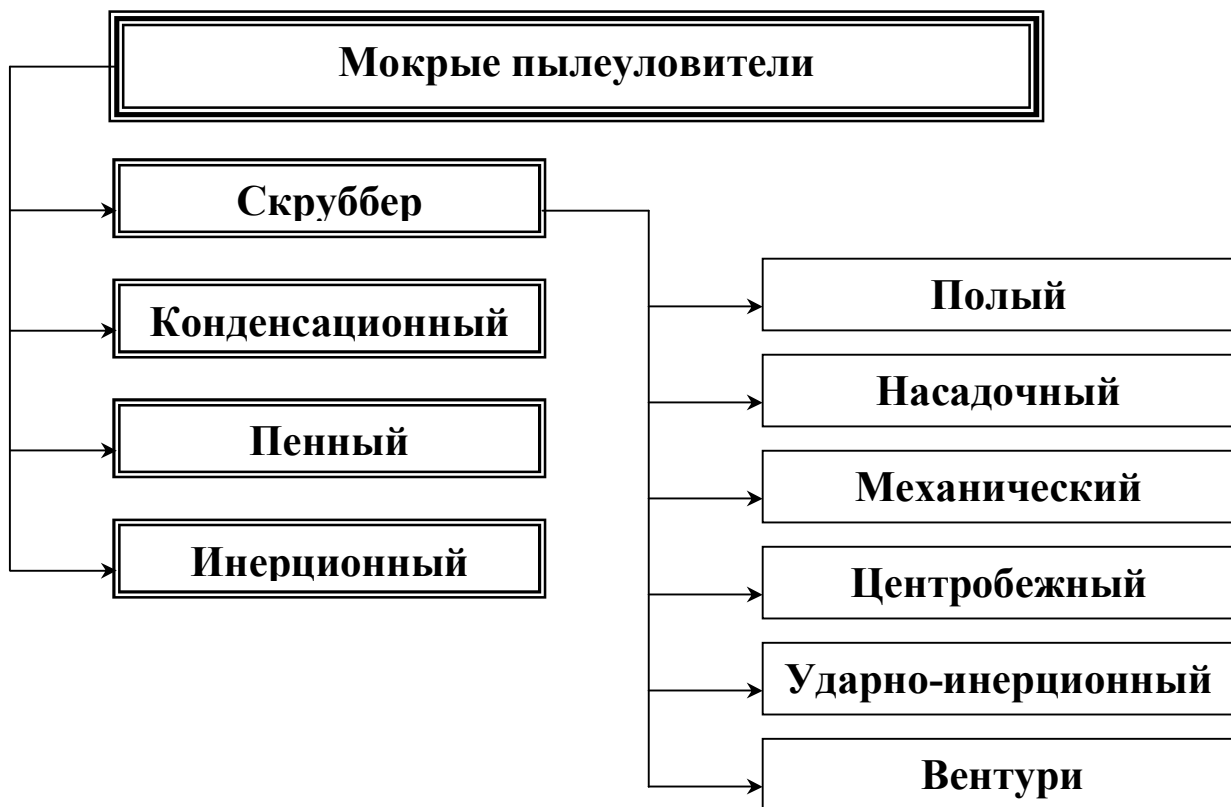 Мокрые пылеуловители
Скруббер
Конденсационный
Пенный
Инерционный
Полый
Насадочный
Механический
Центробежный
Ударно-инерционный
Вентури